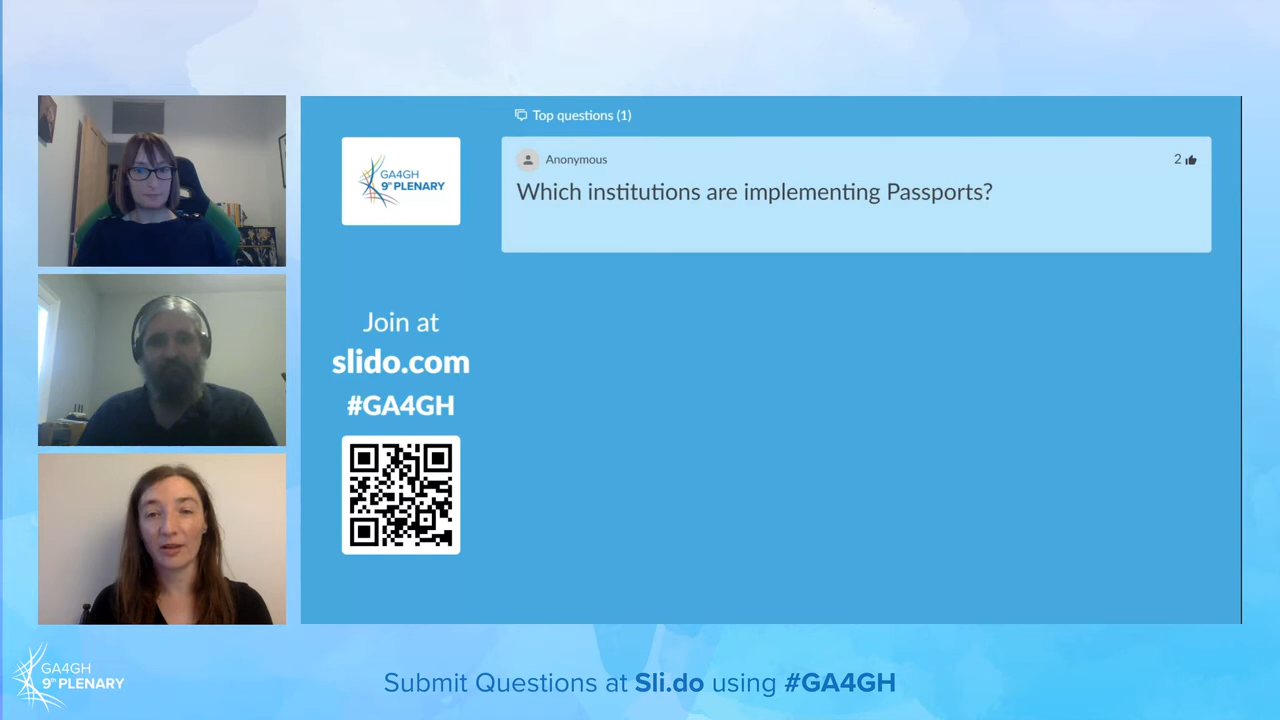 Top questions (1)
GA4GH
9th PLENARY
Anonymous
2
Which institutions are implementing Passports?
Join at
slido.com
#GA4GH
GA4GH
9th PLENARY
Submit Questions at Sli.do using #GA4GH